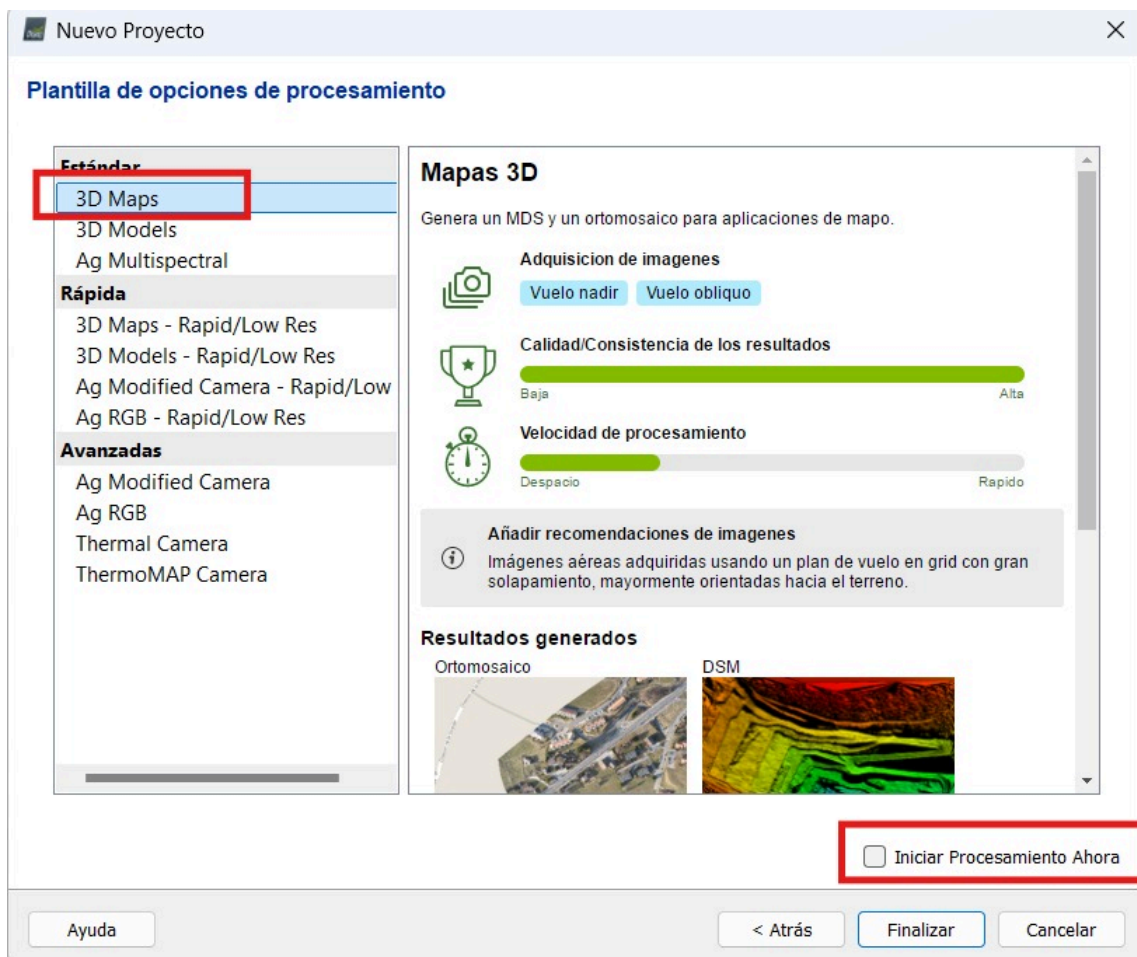 Nuevo Proyecto
Plantilla de opciones de procesamiento
Estándar
3D Maps
3D Models
Ag Multispectral
Rápida
3D Maps - Rapid/Low Res
3D Models - Rapid/Low Res
Ag Modified Camera - Rapid/Low
Ag RGB - Rapid/Low Res
Avanzadas
Ag Modified Camera
Ag RGB
Thermal Camera
ThermoMAP Camera
Mapas 3D
Genera un MDS y un ortomosaico para aplicaciones de mapo.
Adquisicion de imagenes
Vuelo nadir Vuelo obliquo
Calidad/Consistencia de los resultados
Baja Alta
Velocidad de procesamiento
Despacio Rapido
Añadir recomendaciones de imagenes
Imágenes aéreas adquiridas usando un plan de vuelo en grid con gran
solapamiento, mayormente orientadas hacia el terreno.
Resultados generados
Ortomosaico DSM
Iniciar Procesamiento Ahora
Ayuda < Atrás Finalizar Cancelar